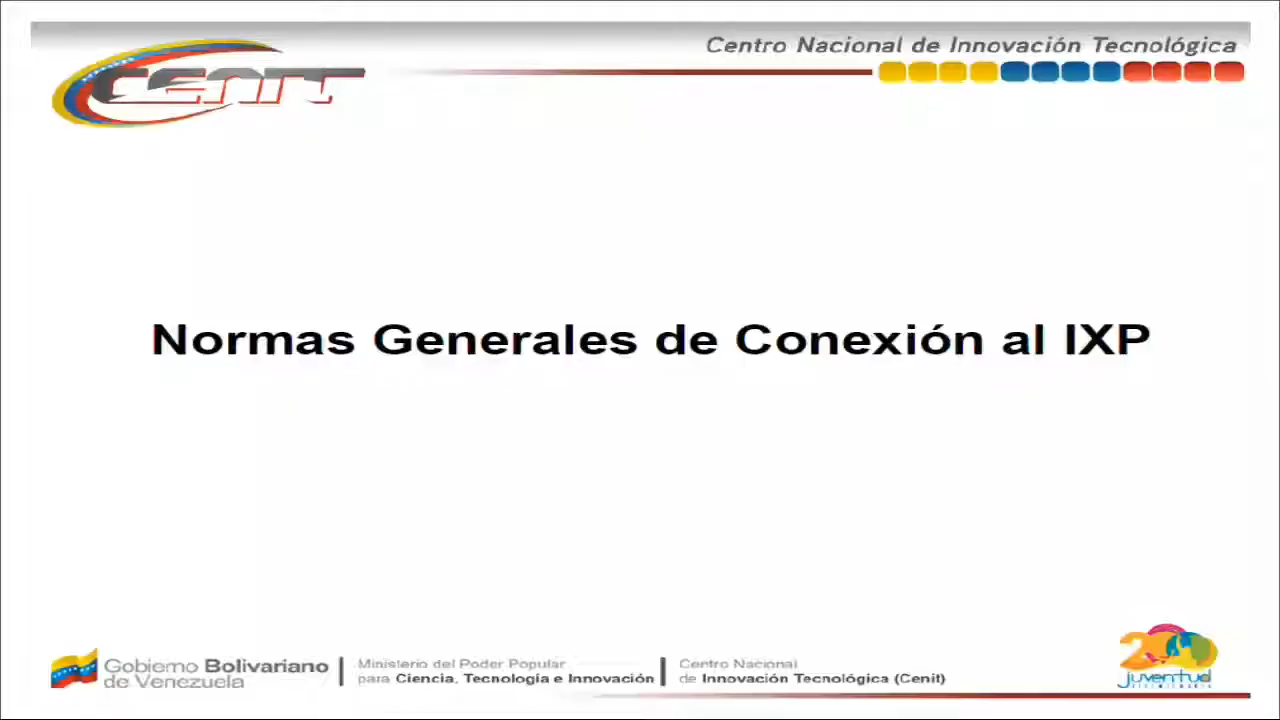 Centro Nacional de Innovación Tecnológica
CENIT
Normas Generales de Conexión al IXP
Gobierno Bolivariano
de Venezuela
Ministerio del Poder Popular
para Ciencia, Tecnología e Innovación
Centro Nacional
de Innovación Tecnológica (Cenit)
200
juventud